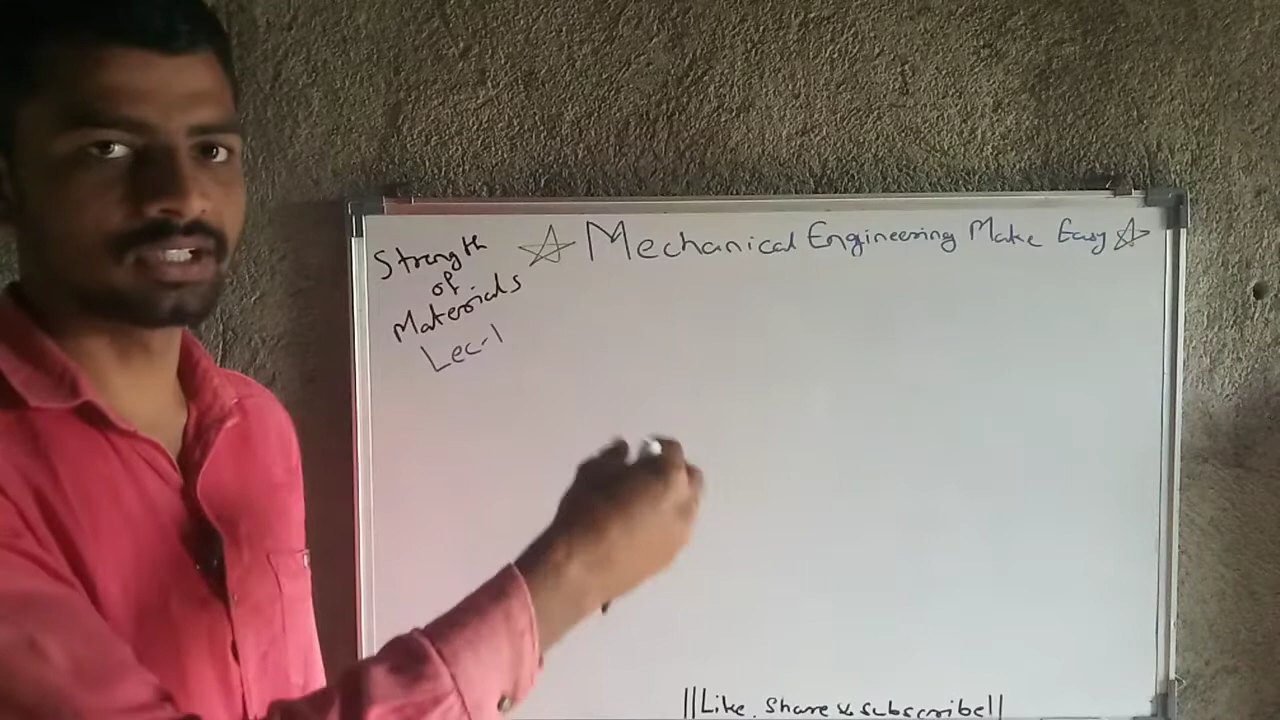 Strength
of
Materials
Lec-1
☆ Mechanical Engineering Make Easy ☆
||Like, Share & subscribe||